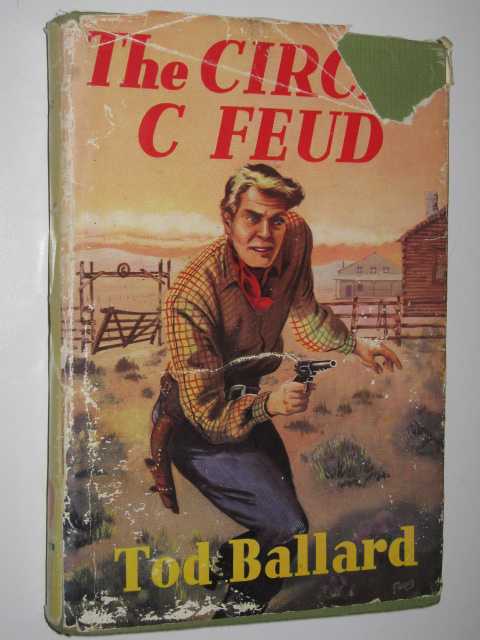 The CIRC
C FEUD
Tod Ballard